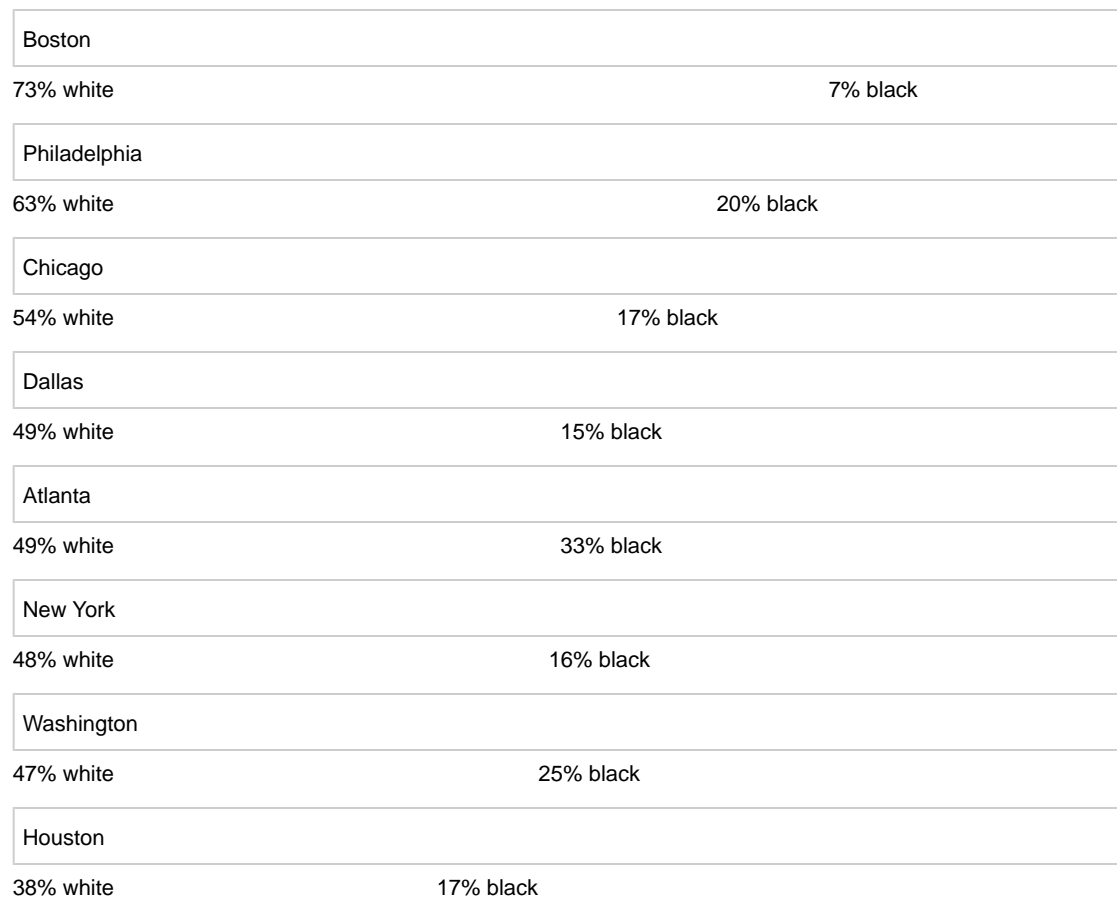 Boston
73% white 7% black
Philadelphia
63% white 20% black
Chicago
54% white 17% black
Dallas
49% white 15% black
Atlanta
49% white 33% black
New York
48% white 16% black
Washington
47% white 25% black
Houston
38% white 17% black